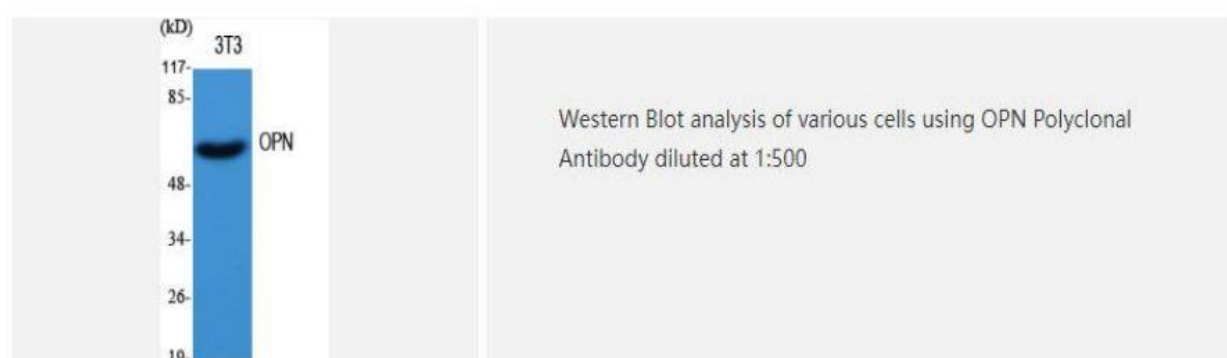 (kD)
3T3
117-
85-
OPN
48-
34-
26-
19-
Western Blot analysis of various cells using OPN Polyclonal
Antibody diluted at 1:500